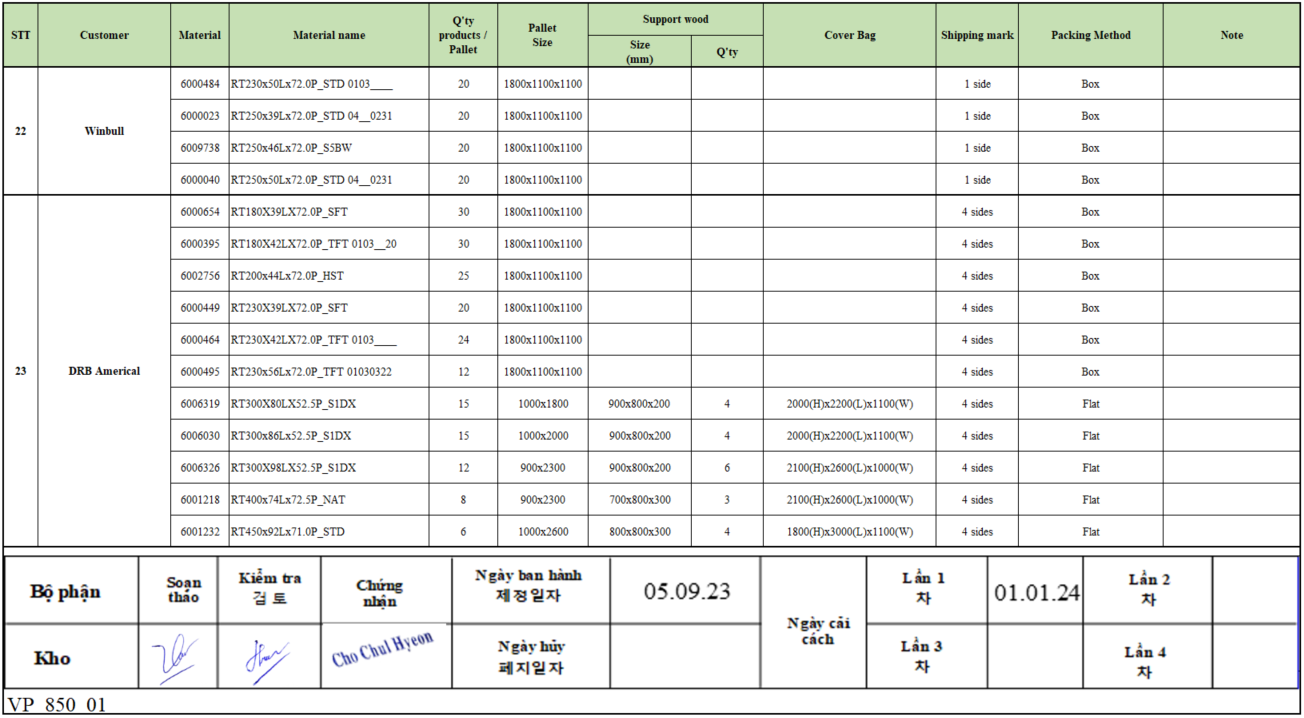 STT Customer Material Material name Q'ty products / Pallet Pallet Size Support wood Size (mm) Q'ty Cover Bag Shipping mark Packing Method Note
22 Winbull
6000484 RT230x50Lx72.0P_STD 0103____ 20 1800x1100x1100 1 side Box
6000023 RT250x39Lx72.0P_STD 04__0231 20 1800x1100x1100 1 side Box
6009738 RT250x46Lx72.0P_S5BW 20 1800x1100x1100 1 side Box
6000040 RT250x50Lx72.0P_STD 04__0231 20 1800x1100x1100 1 side Box
23 DRB Americal
6000654 RT180X39LX72.0P_SFT 30 1800x1100x1100 4 sides Box
6000395 RT180X42LX72.0P_TFT 0103__20 30 1800x1100x1100 4 sides Box
6002756 RT200x44Lx72.0P_HST 25 1800x1100x1100 4 sides Box
6000449 RT230X39LX72.0P_SFT 20 1800x1100x1100 4 sides Box
6000464 RT230X42LX72.0P_TFT 0103____ 24 1800x1100x1100 4 sides Box
6000495 RT230x56Lx72.0P_TFT 01030322 12 1800x1100x1100 4 sides Box
6006319 RT300X80LX52.5P_S1DX 15 1000x1800 900x800x200 4 2000(H)x2200(L)x1100(W) 4 sides Flat
6006030 RT300x86Lx52.5P_S1DX 15 1000x2000 900x800x200 4 2000(H)x2200(L)x1100(W) 4 sides Flat
6006326 RT300X98LX52.5P_S1DX 12 900x2300 900x800x200 6 2100(H)x2600(L)x1000(W) 4 sides Flat
6001218 RT400x74Lx72.5P_NAT 8 900x2300 700x800x300 3 2100(H)x2600(L)x1000(W) 4 sides Flat
6001232 RT450x92Lx71.0P_STD 6 1000x2600 800x800x300 4 1800(H)x3000(L)x1100(W) 4 sides Flat
Bộ phận
Soạn thảo
Kiểm tra
검토
Chứng nhận
Ngày ban hành
제정일자
05.09.23
Ngày cải cách
Lần 1
차
01.01.24
Lần 2
차
Kho
Cho Chul Hyeon
Ngày hủy
폐지일자
Lần 3
차
Lần 4
차
VP_850_01